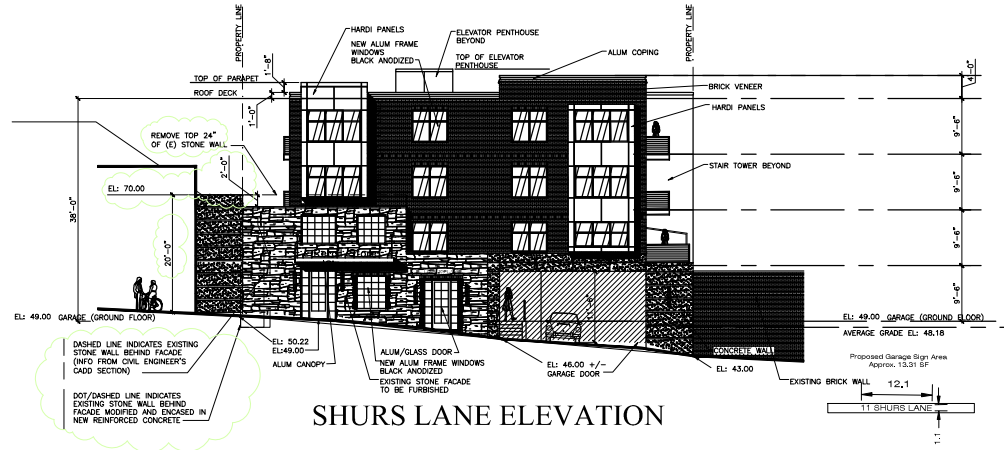 PROPERTY LINE
PROPERTY LINE
HARDI PANELS
NEW ALUM FRAME
WINDOWS
BLACK ANODIZED
ELEVATOR PENTHOUSE
BEYOND
TOP OF ELEVATOR
PENTHOUSE
ALUM COPING
1'-8"
TOP OF PARAPET
ROOF DECK
1'-0"
BRICK VENEER
HARDI PANELS
4'-0"
9'-6"
REMOVE TOP 24"
OF (E) STONE WALL
2'-0"
STAIR TOWER BEYOND
9'-6"
EL: 70.00
38'-0"
20'-0"
9'-6"
9'-6"
EL: 49.00 GARAGE (GROUND FLOOR)
EL: 49.00 GARAGE (GROUND FLOOR)
AVERAGE GRADE EL: 48.18
DASHED LINE INDICATES EXISTING
STONE WALL BEHIND FACADE
(INFO FROM CIVIL ENGINEER'S
CADD SECTION)
EL: 50.22
EL:49.00
ALUM CANOPY
ALUM/GLASS DOOR
NEW ALUM FRAME WINDOWS
BLACK ANODIZED
EXISTING STONE FACADE
TO BE FURBISHED
EL: 46.00 +/-
GARAGE DOOR
CONCRETE WALL
EL: 43.00
EXISTING BRICK WALL
DOT/DASHED LINE INDICATES
EXISTING STONE WALL BEHIND
FACADE MODIFIED AND ENCASED IN
NEW REINFORCED CONCRETE
Proposed Garage Sign Area
Approx. 13.31 SF
12.1
11 SHURS LANE
1.1
SHURS LANE ELEVATION